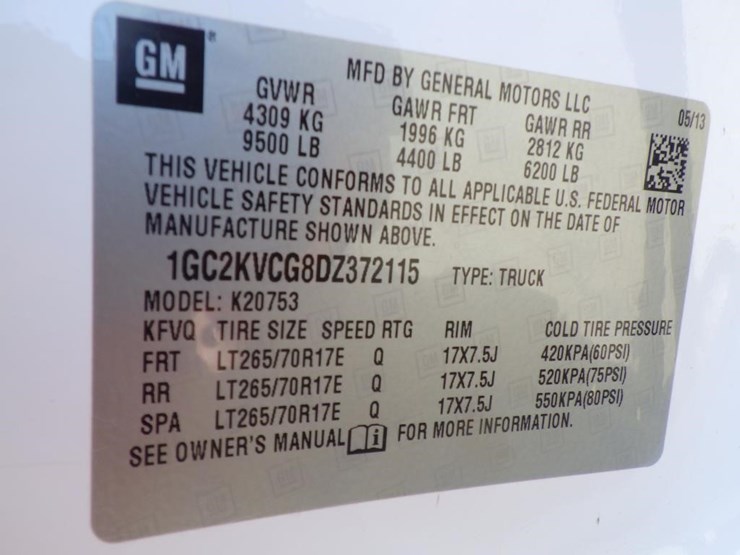 GM
MFD BY GENERAL MOTORS LLC 05/13
GVWR GAWR FRT GAWR RR
4309 KG 1996 KG 2812 KG
9500 LB 4400 LB 6200 LB
THIS VEHICLE CONFORMS TO ALL APPLICABLE U.S. FEDERAL MOTOR
VEHICLE SAFETY STANDARDS IN EFFECT ON THE DATE OF
MANUFACTURE SHOWN ABOVE.
1GC2KVCG8DZ372115 TYPE: TRUCK
MODEL: K20753
KFVQ TIRE SIZE SPEED RTG RIM COLD TIRE PRESSURE
FRT LT265/70R17E Q 17X7.5J 420KPA(60PSI)
RR LT265/70R17E Q 17X7.5J 520KPA(75PSI)
SPA LT265/70R17E Q 17X7.5J 550KPA(80PSI)
SEE OWNER'S MANUAL i FOR MORE INFORMATION.